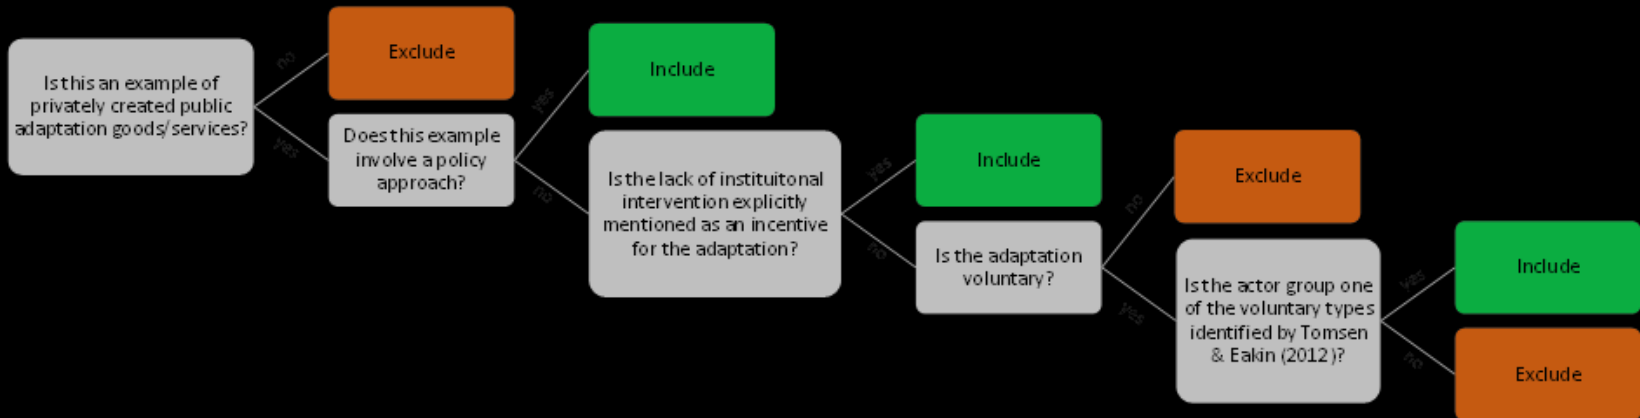 Is this an example of
privately created public
adaptation goods/services?
no
Exclude
yes
Does this example
involve a policy
approach?
yes
Include
no
Is the lack of instituitonal
intervention explicitly
mentioned as an incentive
for the adaptation?
yes
Include
no
Is the adaptation
voluntary?
no
Exclude
yes
Is the actor group one
of the voluntary types
identified by Tomsen
& Eakin (2012)?
yes
Include
no
Exclude